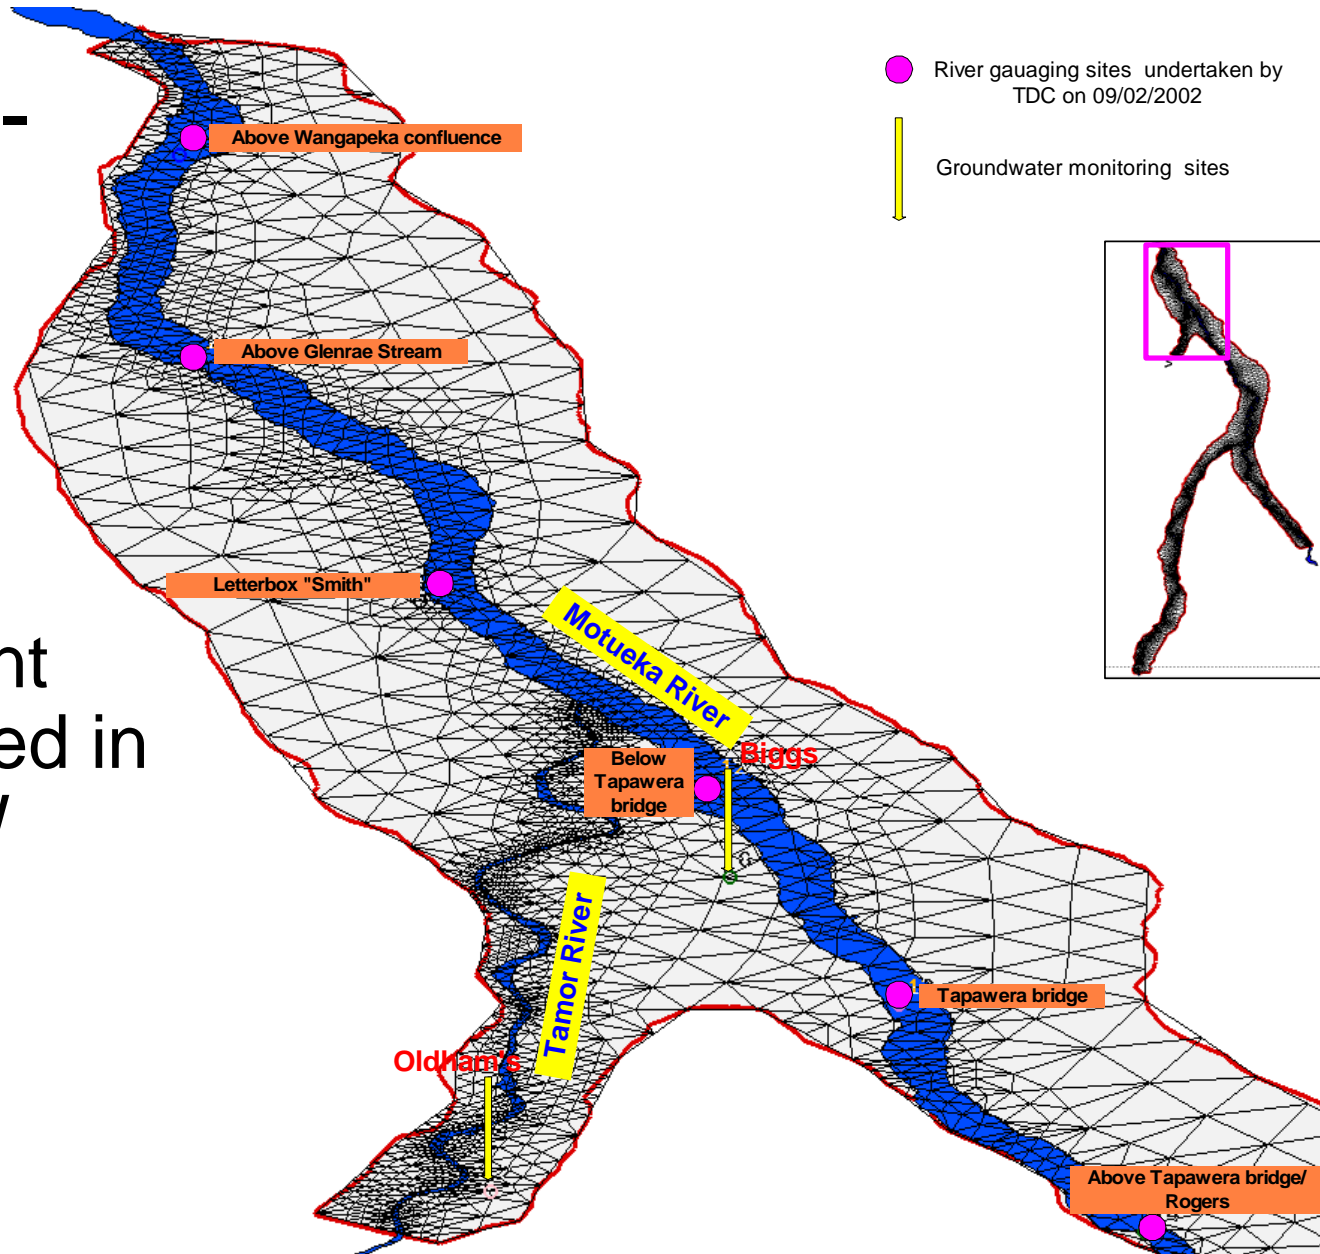 River gauaging sites undertaken by
TDC on 09/02/2002
-
Above Wangapeka confluence
Groundwater monitoring sites
Above Glenrae Stream
Letterbox "Smith"
Motueka River
nt
ed in
Below
Tapawera
bridge
Biggs
Tamor River
Tapawera bridge
Oldham's
Above Tapawera bridge/
Rogers